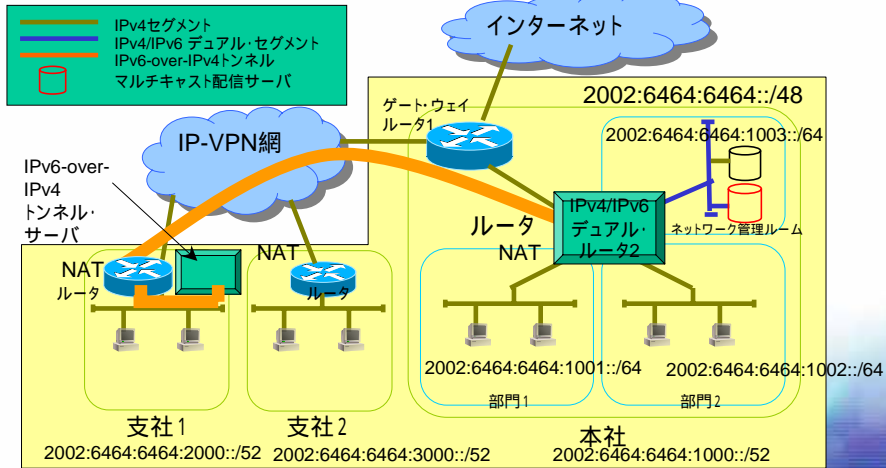 IPv4セグメント
IPv4/IPv6 デュアル・セグメント
IPv6-over-IPv4トンネル
マルチキャスト配信サーバ
インターネット
ゲート・ウェイ
ルータ1
2002:6464:6464::/48
IP-VPN網
2002:6464:6464:1003::/64
IPv6-over-
IPv4
トンネル・
サーバ
IPv4/IPv6
デュアル・
ルータ2
ルータ
NAT
ネットワーク管理ルーム
NAT
ルータ
NAT
ルータ
2002:6464:6464:1001::/64
2002:6464:6464:1002::/64
部門1
部門2
支社1
支社2
本社
2002:6464:6464:2000::/52
2002:6464:6464:3000::/52
2002:6464:6464:1000::/52